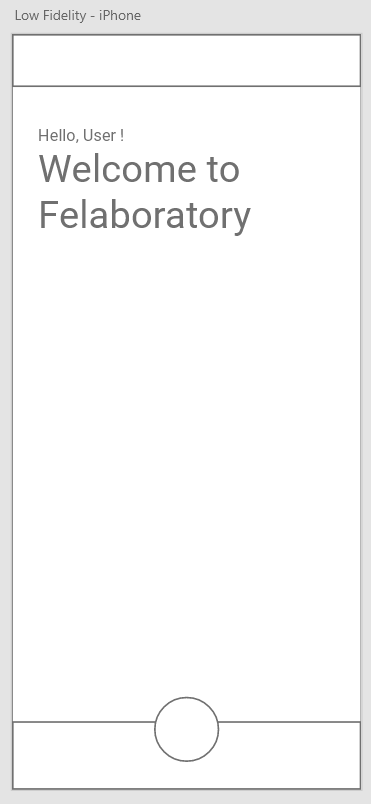 Low Fidelity - iPhone
Hello, User !
Welcome to
Felaboratory